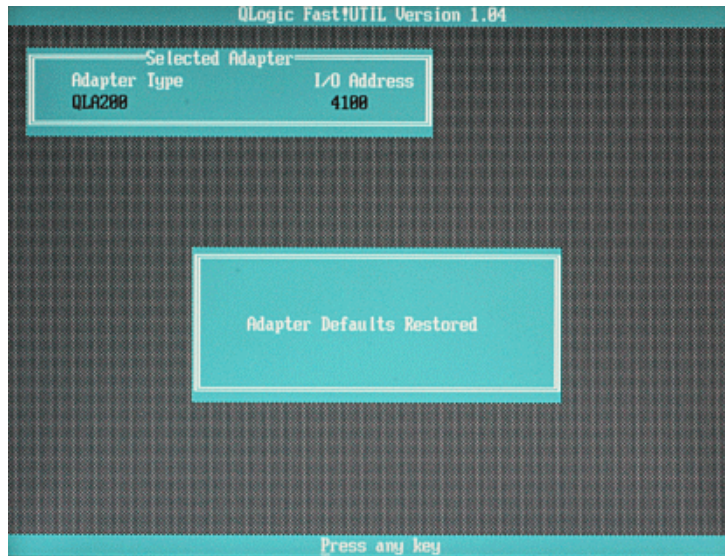 QLogic Fast!UTIL Version 1.04
Selected Adapter
Adapter Type I/O Address
QLA200 4100
Adapter Defaults Restored
Press any key